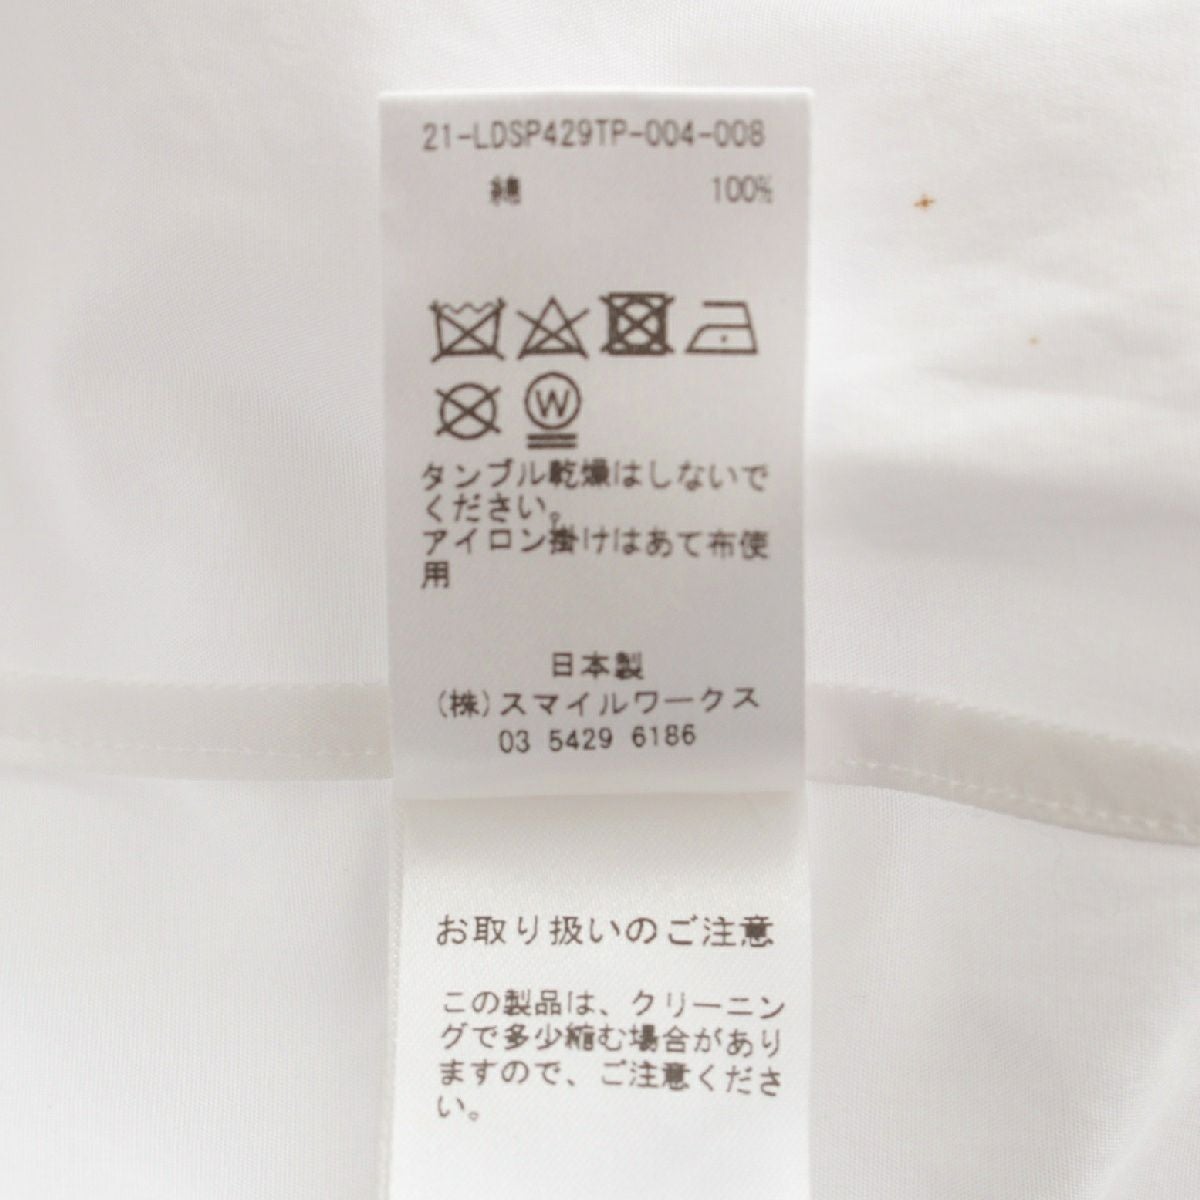 21-LDSP429TP-004-008
綿 100%
W
タンブル乾燥はしないで
ください。
アイロン掛けはあて布使
用
日本製
(株)スマイルワークス
03 5429 6186
お取り扱いのご注意
この製品は、クリーニン
グで多少縮む場合があり
ますので、ご注意くださ
い。